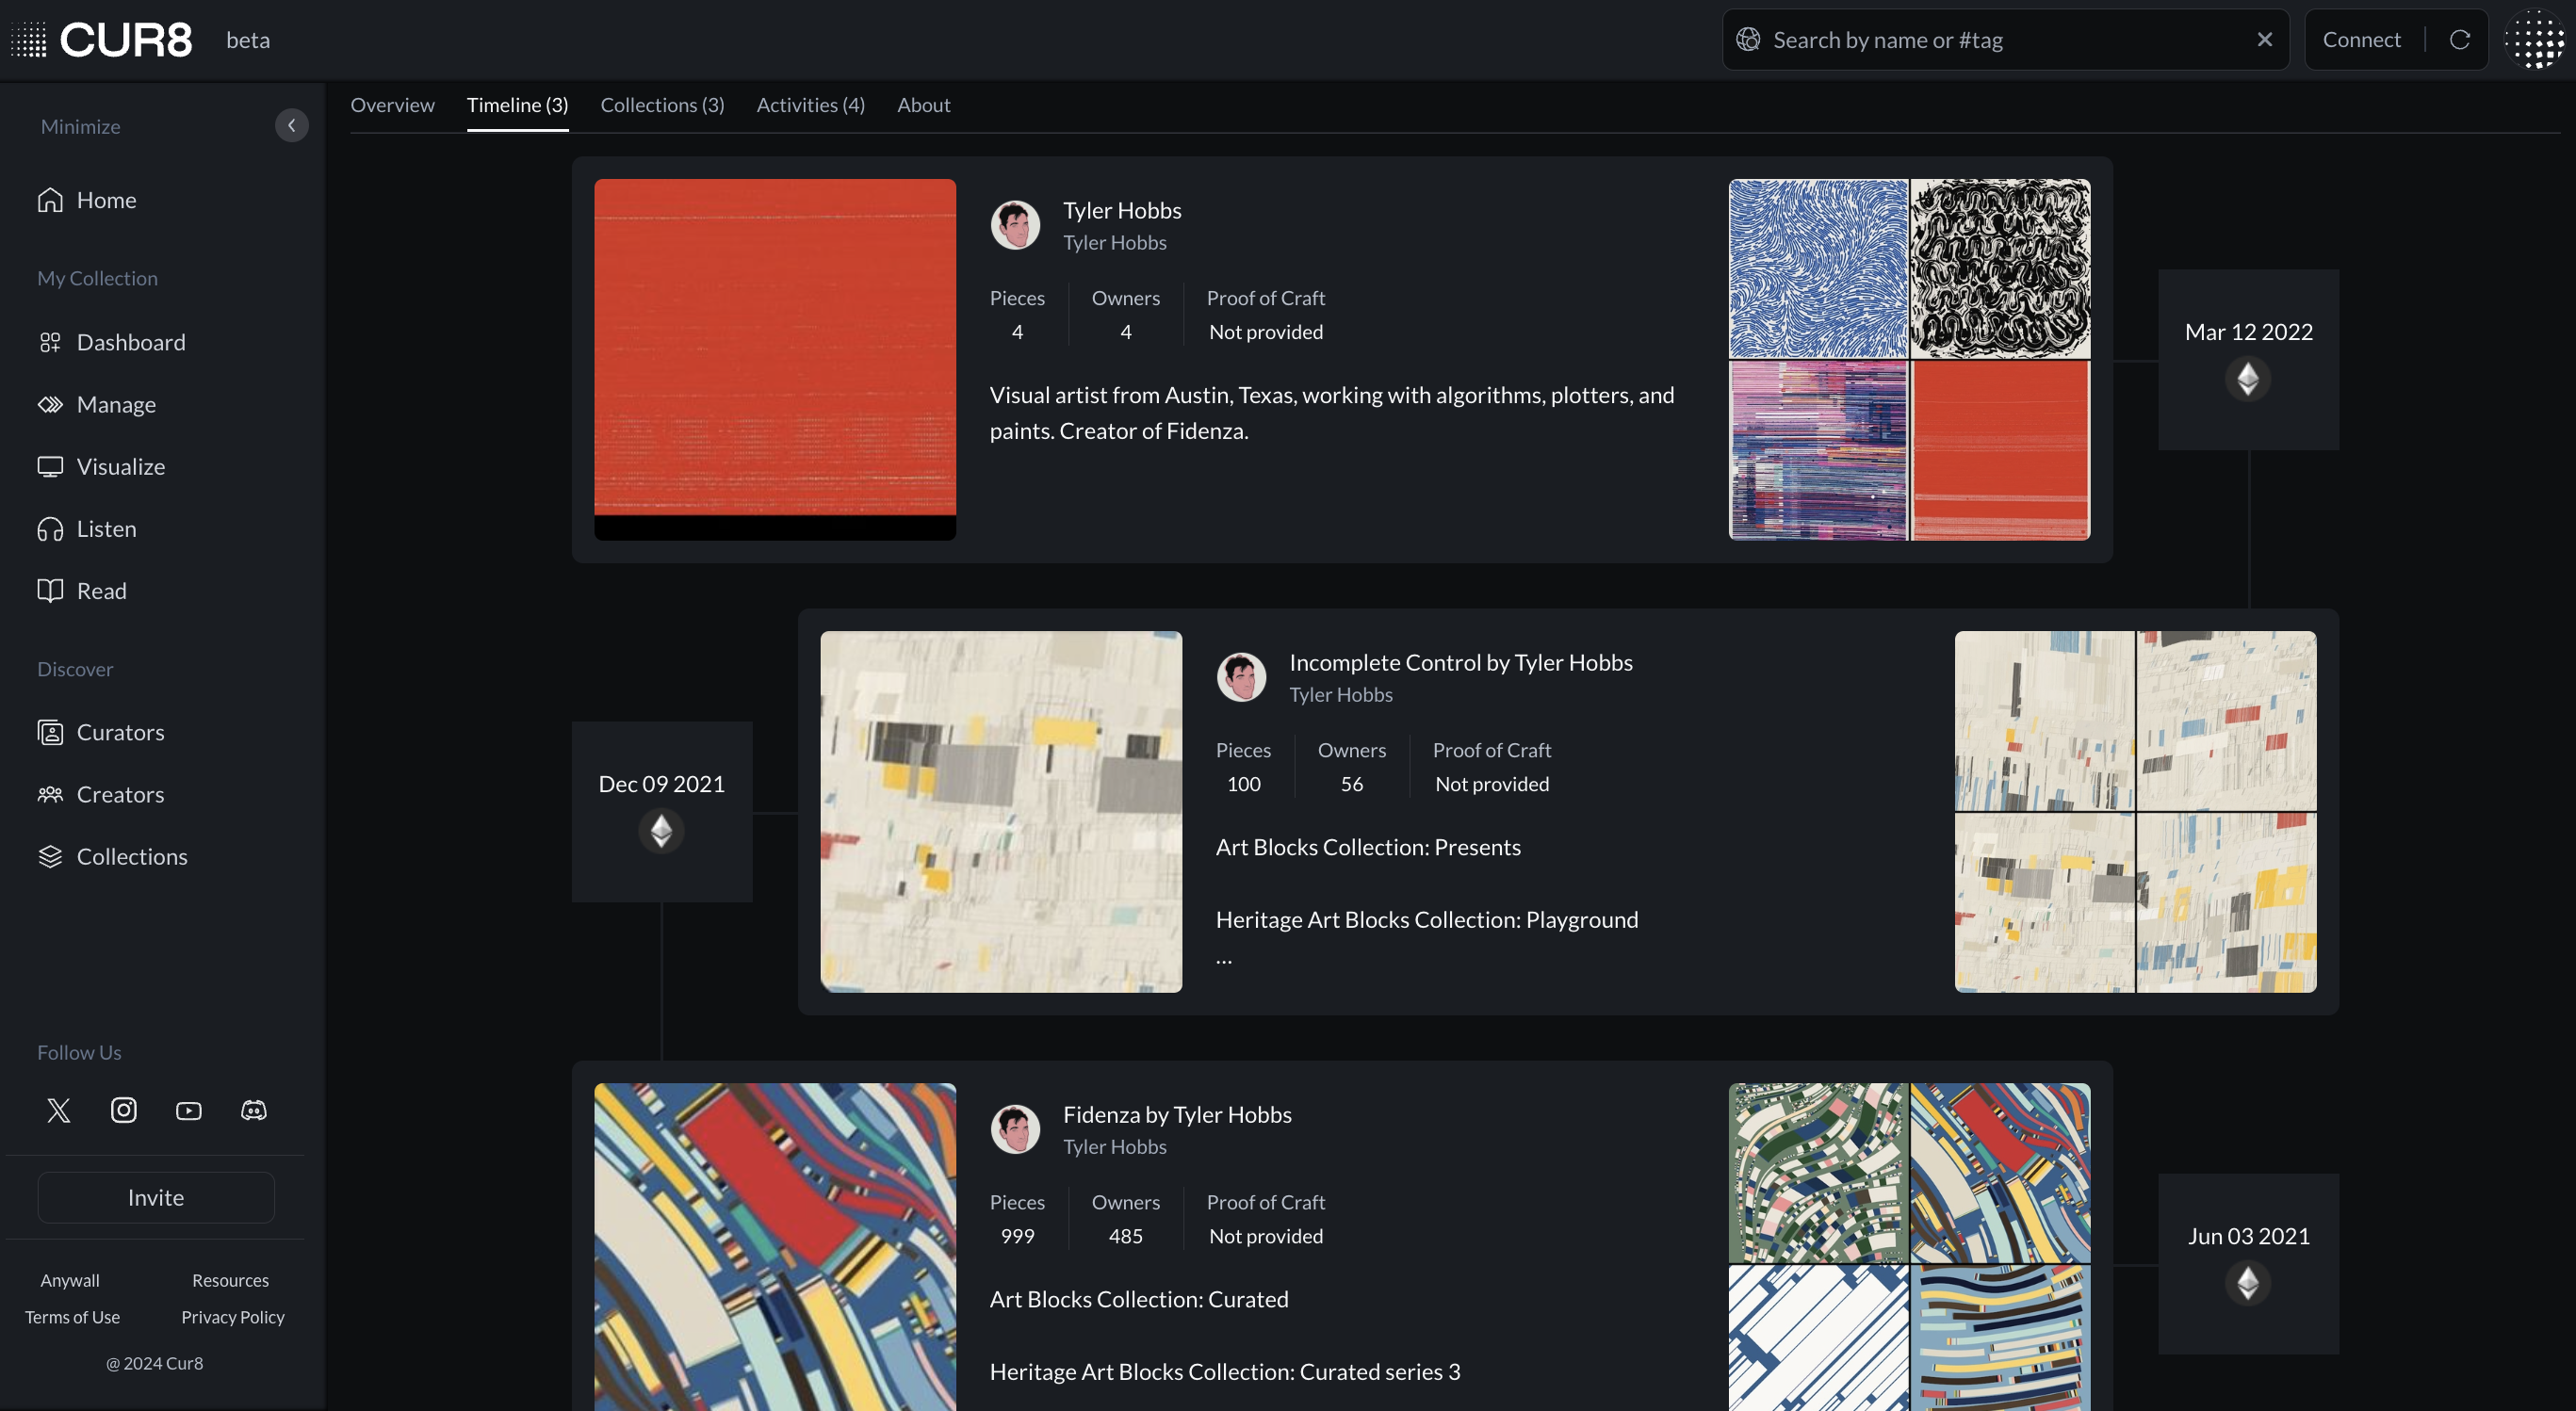 CUR8 beta
Search by name or #tag
Connect
Minimize
Home
My Collection
Dashboard
Manage
Visualize
Listen
Read
Discover
Curators
Creators
Collections
Follow Us
Invite
Anywall Resources
Terms of Use Privacy Policy
@ 2024 Cur8
Overview Timeline (3) Collections (3) Activities (4) About
Tyler Hobbs
Tyler Hobbs
Pieces Owners Proof of Craft
4 4 Not provided
Visual artist from Austin, Texas, working with algorithms, plotters, and
paints. Creator of Fidenza.
Mar 12 2022
Dec 09 2021
Incomplete Control by Tyler Hobbs
Tyler Hobbs
Pieces Owners Proof of Craft
100 56 Not provided
Art Blocks Collection: Presents
Heritage Art Blocks Collection: Playground
...
Fidenza by Tyler Hobbs
Tyler Hobbs
Pieces Owners Proof of Craft
999 485 Not provided
Art Blocks Collection: Curated
Heritage Art Blocks Collection: Curated series 3
Jun 03 2021